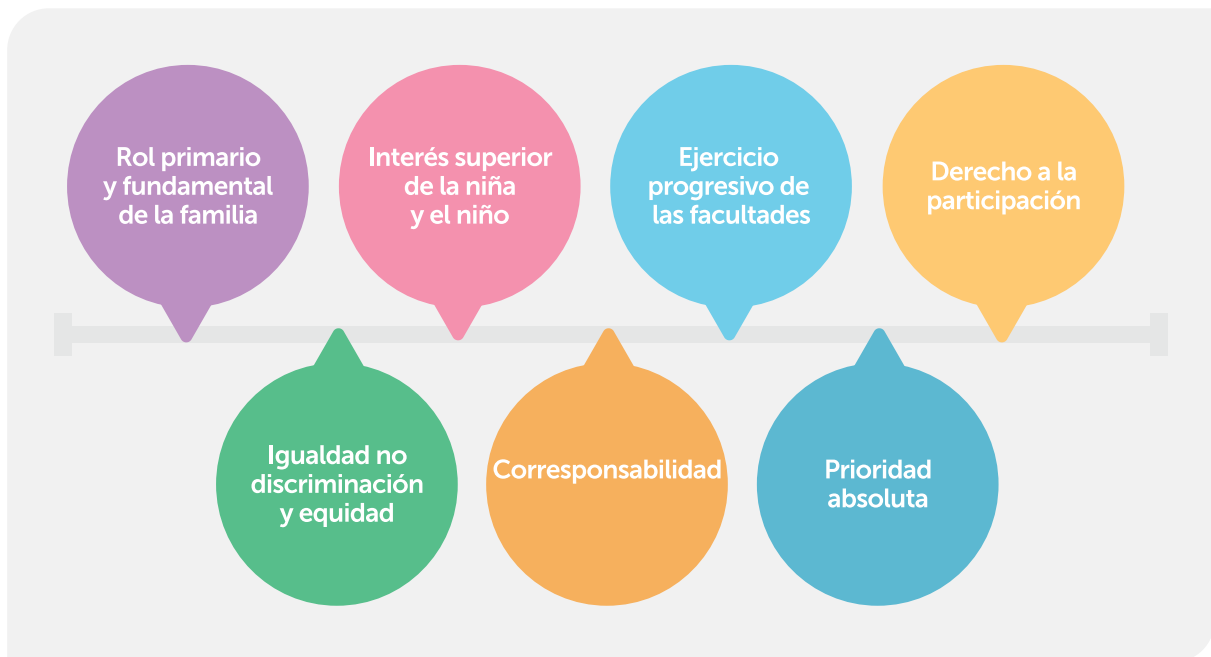 Rol primario
y fundamental
de la familia
Interés superior
de la niña
y el niño
Ejercicio
progresivo de
las facultades
Derecho a la
participación
Igualdad no
discriminación
y equidad
Corresponsabilidad
Prioridad
absoluta